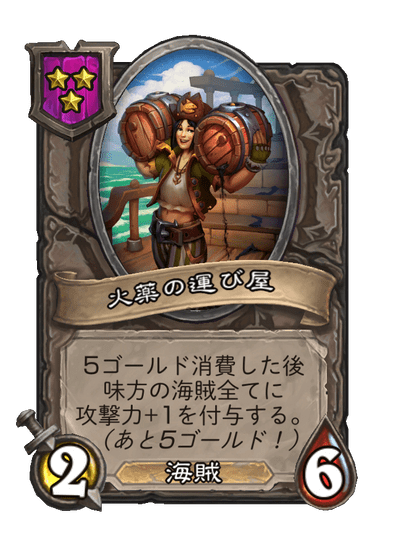 火薬の運び屋
5ゴールド消費した後
味方の海賊全てに
攻撃力+1を付与する。
(あと5ゴールド!)
2
海賊
6